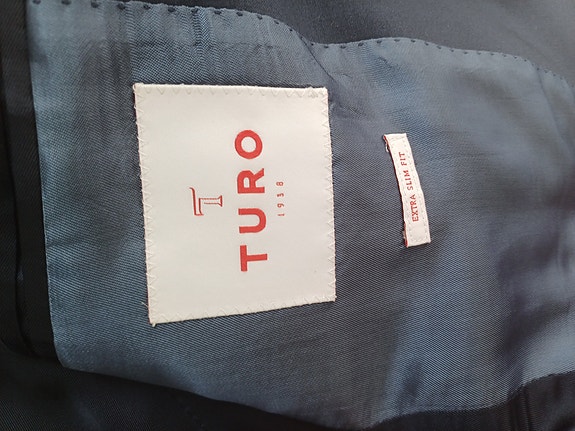 TURO
1938
EXTRA SLIM FIT